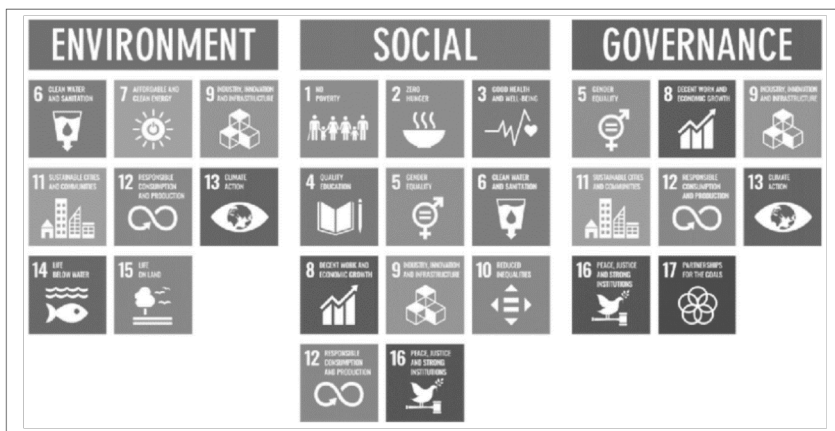 ENVIRONMENT
6 CLEAN WATER
AND SANITATION
7 AFFORDABLE AND
CLEAN ENERGY
9 INDUSTRY, INNOVATION
AND INFRASTRUCTURE
11 SUSTAINABLE CITIES
AND COMMUNITIES
12 RESPONSIBLE
CONSUMPTION
AND PRODUCTION
13 CLIMATE
ACTION
14 LIFE
BELOW WATER
15 LIFE
ON LAND
SOCIAL
1 NO
POVERTY
2 ZERO
HUNGER
3 GOOD HEALTH
AND WELL-BEING
4 QUALITY
EDUCATION
5 GENDER
EQUALITY
6 CLEAN WATER
AND SANITATION
8 DECENT WORK AND
ECONOMIC GROWTH
9 INDUSTRY, INNOVATION
AND INFRASTRUCTURE
10 REDUCED
INEQUALITIES
12 RESPONSIBLE
CONSUMPTION
AND PRODUCTION
16 PEACE, JUSTICE
AND STRONG
INSTITUTIONS
GOVERNANCE
5 GENDER
EQUALITY
8 DECENT WORK AND
ECONOMIC GROWTH
9 INDUSTRY, INNOVATION
AND INFRASTRUCTURE
11 SUSTAINABLE CITIES
AND COMMUNITIES
12 RESPONSIBLE
CONSUMPTION
AND PRODUCTION
13 CLIMATE
ACTION
16 PEACE, JUSTICE
AND STRONG
INSTITUTIONS
17 PARTNERSHIPS
FOR THE GOALS